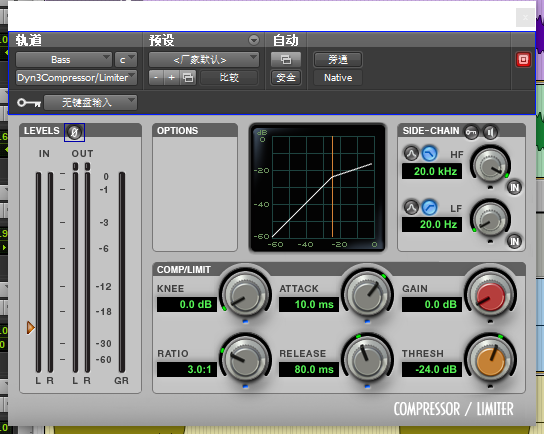 轨道 预设 自动
Bass c <厂家默认> 旁通
Dyn3Compressor/Limiter - + 比较 安全 Native
无键盘输入
LEVELS Ø OPTIONS SIDE-CHAIN
IN OUT
dB
0
-20
-40
-60
-60 -40 -20 0
HF
20.0 kHz
IN
LF
20.0 Hz
IN
0
-1
-3
-6
-12
-18
-30
-60
L R L R GR
COMP/LIMIT
KNEE ATTACK GAIN
0.0 dB 10.0 ms 0.0 dB
RATIO RELEASE THRESH
3.0:1 80.0 ms -24.0 dB
COMPRESSOR / LIMITER